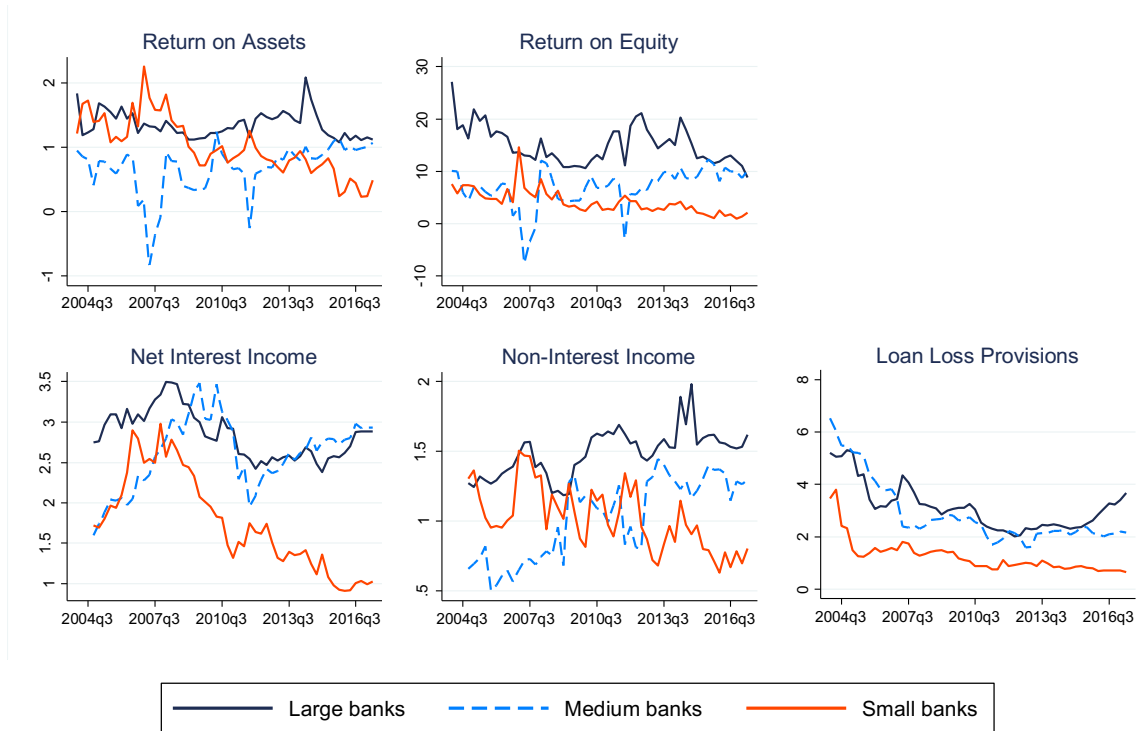 Return on Assets
2
1
0
-1
2004q3 2007q3 2010q3 2013q3 2016q3
Return on Equity
30
20
10
0
-10
2004q3 2007q3 2010q3 2013q3 2016q3
Net Interest Income
3.5
3
2.5
2
1.5
1
2004q3 2007q3 2010q3 2013q3 2016q3
Non-Interest Income
2
1.5
1
.5
2004q3 2007q3 2010q3 2013q3 2016q3
Loan Loss Provisions
8
6
4
2
0
2004q3 2007q3 2010q3 2013q3 2016q3
Large banks Medium banks Small banks